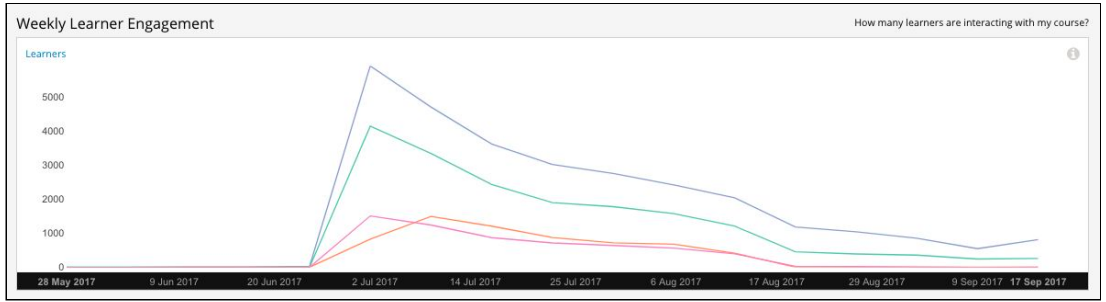 Weekly Learner Engagement
How many learners are interacting with my course?
Learners
5000
4000
3000
2000
1000
0
28 May 2017 9 Jun 2017 20 Jun 2017 2 Jul 2017 14 Jul 2017 25 Jul 2017 6 Aug 2017 17 Aug 2017 29 Aug 2017 9 Sep 2017 17 Sep 2017